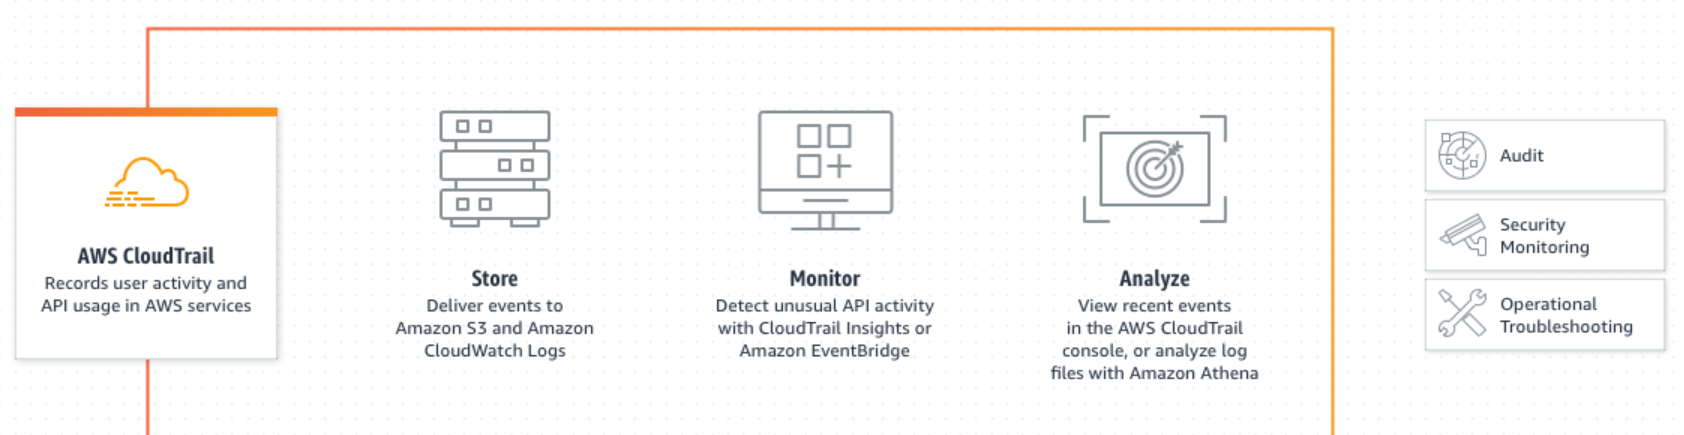 AWS CloudTrail
Records user activity and
API usage in AWS services
Store
Deliver events to
Amazon S3 and Amazon
CloudWatch Logs
Monitor
Detect unusual API activity
with CloudTrail Insights or
Amazon EventBridge
Analyze
View recent events
in the AWS CloudTrail
console, or analyze log
files with Amazon Athena
Audit
Security
Monitoring
Operational
Troubleshooting